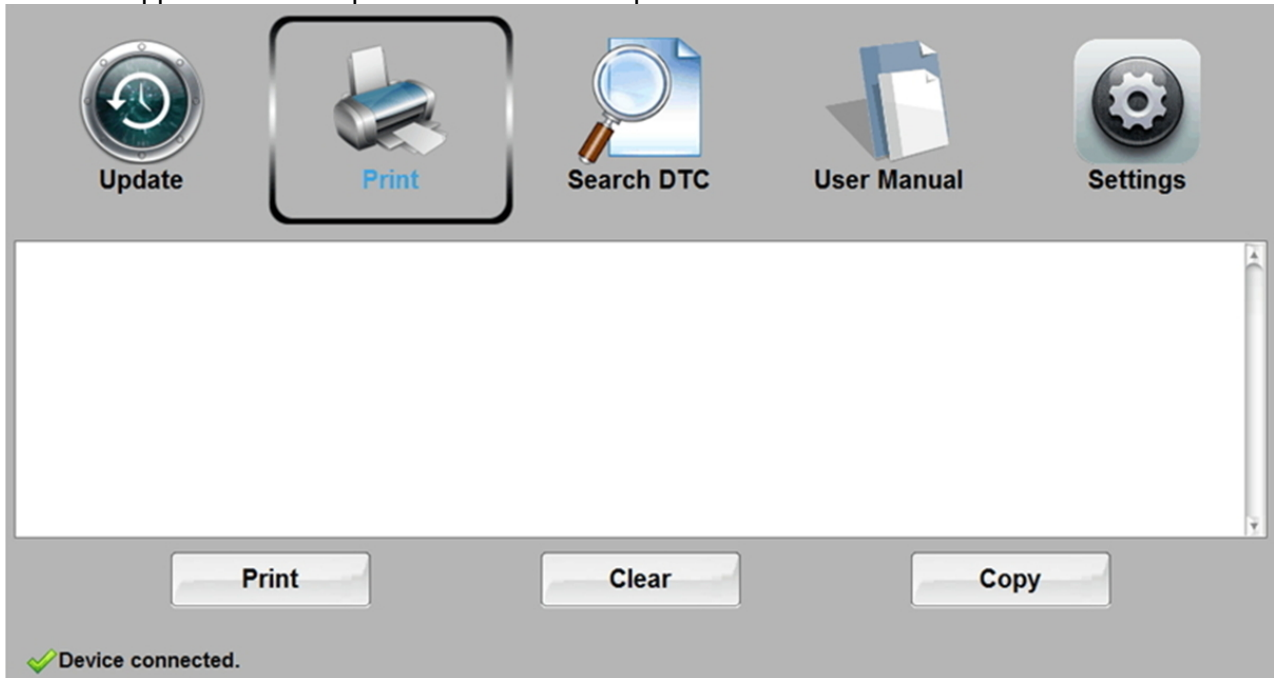 Update
Print
Search DTC
User Manual
Settings
Print
Clear
Copy
Device connected.